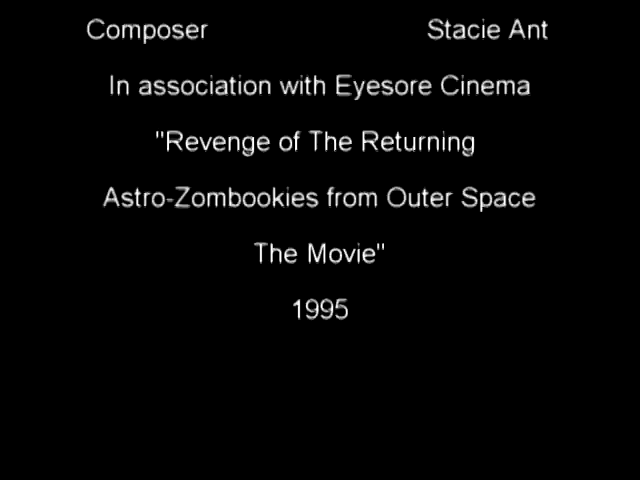 Composer Stacie Ant
In association with Eyesore Cinema
"Revenge of The Returning
Astro-Zombookies from Outer Space
The Movie"
1995